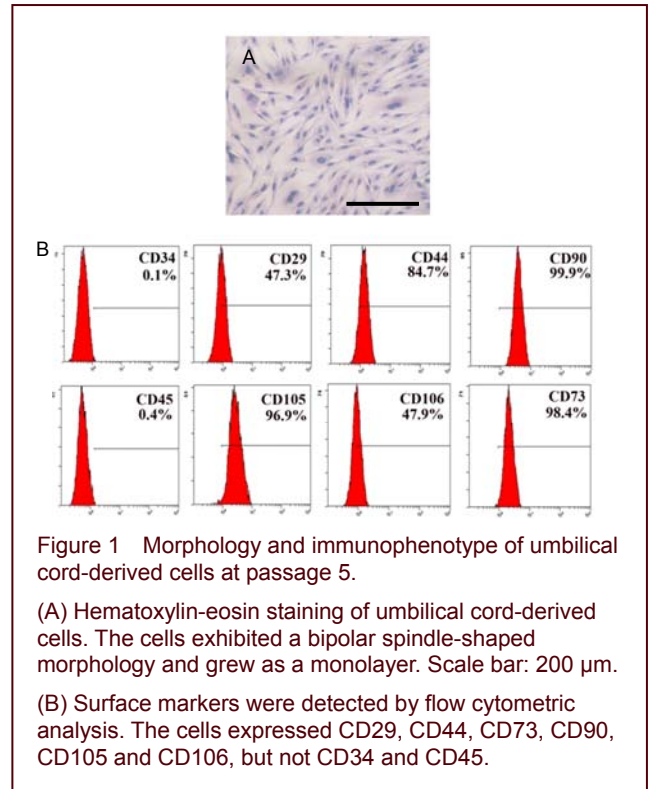 A
B
CD34
0.1%
CD29
47.3%
CD44
84.7%
CD90
99.9%
CD45
0.4%
CD105
96.9%
CD106
47.9%
CD73
98.4%
Figure 1 Morphology and immunophenotype of umbilical
cord-derived cells at passage 5.
(A) Hematoxylin-eosin staining of umbilical cord-derived
cells. The cells exhibited a bipolar spindle-shaped
morphology and grew as a monolayer. Scale bar: 200 μm.
(B) Surface markers were detected by flow cytometric
analysis. The cells expressed CD29, CD44, CD73, CD90,
CD105 and CD106, but not CD34 and CD45.